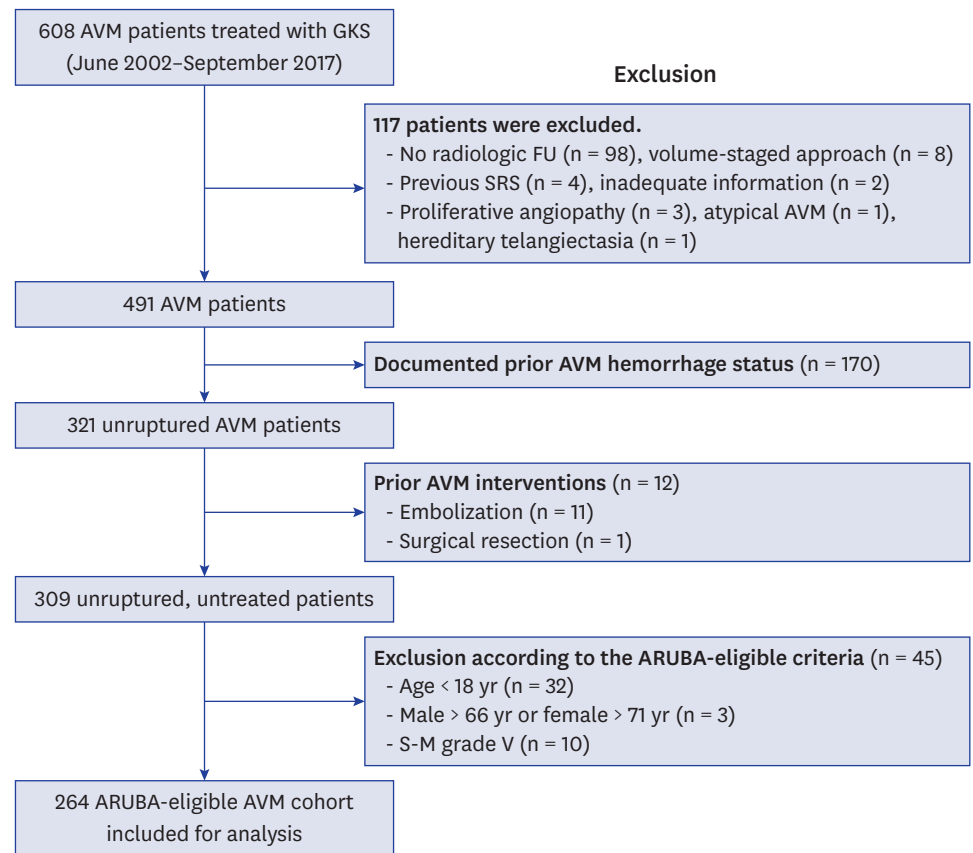 608 AVM patients treated with GKS
(June 2002–September 2017)
Exclusion
117 patients were excluded.
- No radiologic FU (n = 98), volume-staged approach (n = 8)
- Previous SRS (n = 4), inadequate information (n = 2)
- Proliferative angiopathy (n = 3), atypical AVM (n = 1),
hereditary telangiectasia (n = 1)
491 AVM patients
Documented prior AVM hemorrhage status (n = 170)
321 unruptured AVM patients
Prior AVM interventions (n = 12)
- Embolization (n = 11)
- Surgical resection (n = 1)
309 unruptured, untreated patients
Exclusion according to the ARUBA-eligible criteria (n = 45)
- Age < 18 yr (n = 32)
- Male > 66 yr or female > 71 yr (n = 3)
- S-M grade V (n = 10)
264 ARUBA-eligible AVM cohort
included for analysis